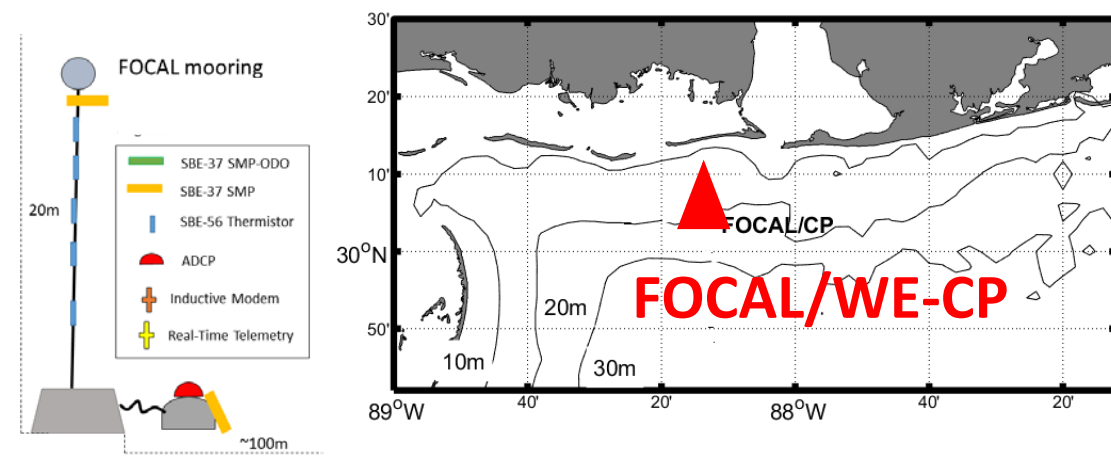 FOCAL mooring
SBE-37 SMP-ODO
SBE-37 SMP
SBE-56 Thermistor
ADCP
Inductive Modem
Real-Time Telemetry
20m
~100m
30'
20'
10'
30°N
50'
FOCAL/CP
FOCAL/WE-CP
20m
10m
30m
89°W
40'
20'
88°W
40'
20'